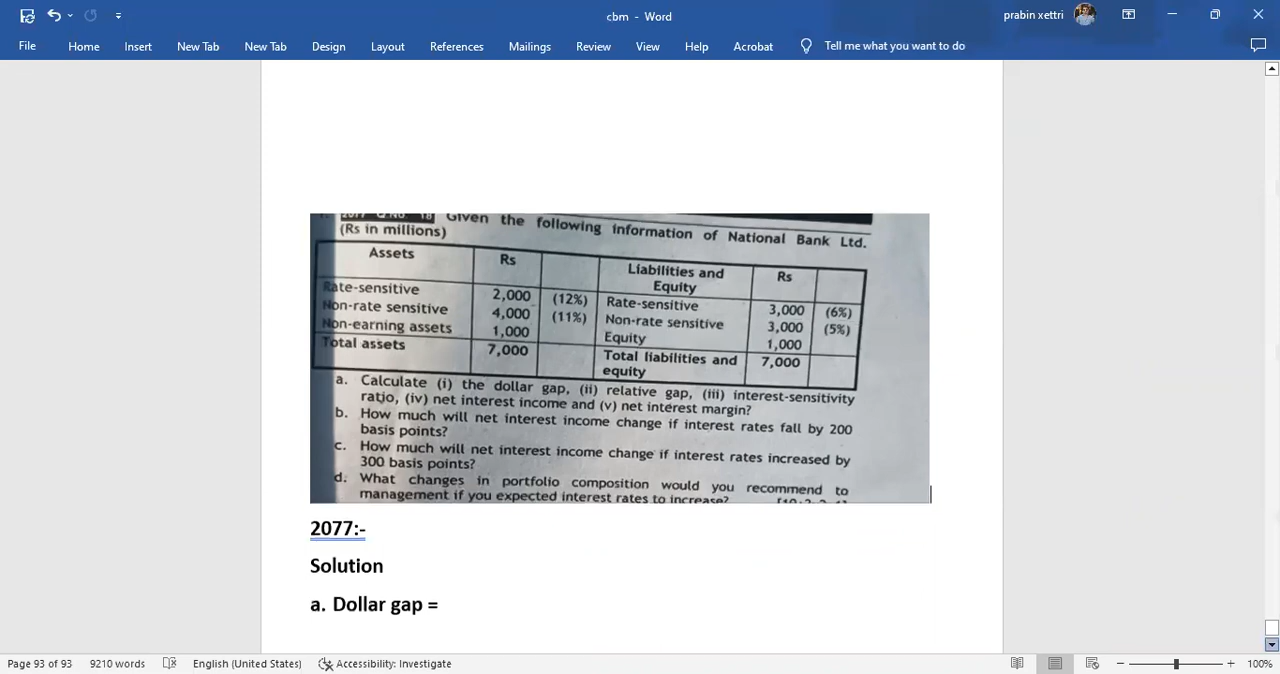 cbm - Word
prabin xettri
File Home Insert New Tab New Tab Design Layout References Mailings Review View Help Acrobat Tell me what you want to do
2077 Q NO. 18 Given the following information of National Bank Ltd.
(Rs in millions)
Assets Rs Liabilities and Equity Rs
Rate-sensitive 2,000 (12%) Rate-sensitive 3,000 (6%)
Non-rate sensitive 4,000 (11%) Non-rate sensitive 3,000 (5%)
Non-earning assets 1,000 Equity 1,000
Total assets 7,000 Total liabilities and equity 7,000
a. Calculate (i) the dollar gap, (ii) relative gap, (iii) interest-sensitivity
ratio, (iv) net interest income and (v) net interest margin?
b. How much will net interest income change if interest rates fall by 200
basis points?
c. How much will net interest income change if interest rates increased by
300 basis points?
d. What changes in portfolio composition would you recommend to
management if you expected interest rates to increase?
2077:-
Solution
a. Dollar gap =
Page 93 of 93 9210 words English (United States) Accessibility: Investigate 100%